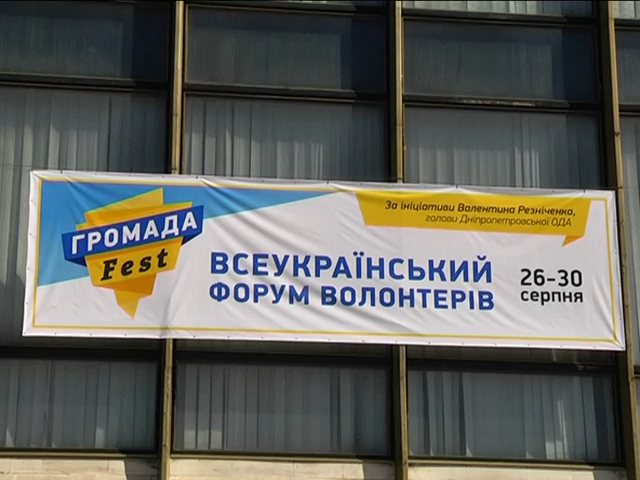 ГРОМАДА
Fest
За ініціативи Валентина Резніченка,
голови Дніпропетровської ОДА
ВСЕУКРАЇНСЬКИЙ
ФОРУМ ВОЛОНТЕРІВ
26-30
серпня